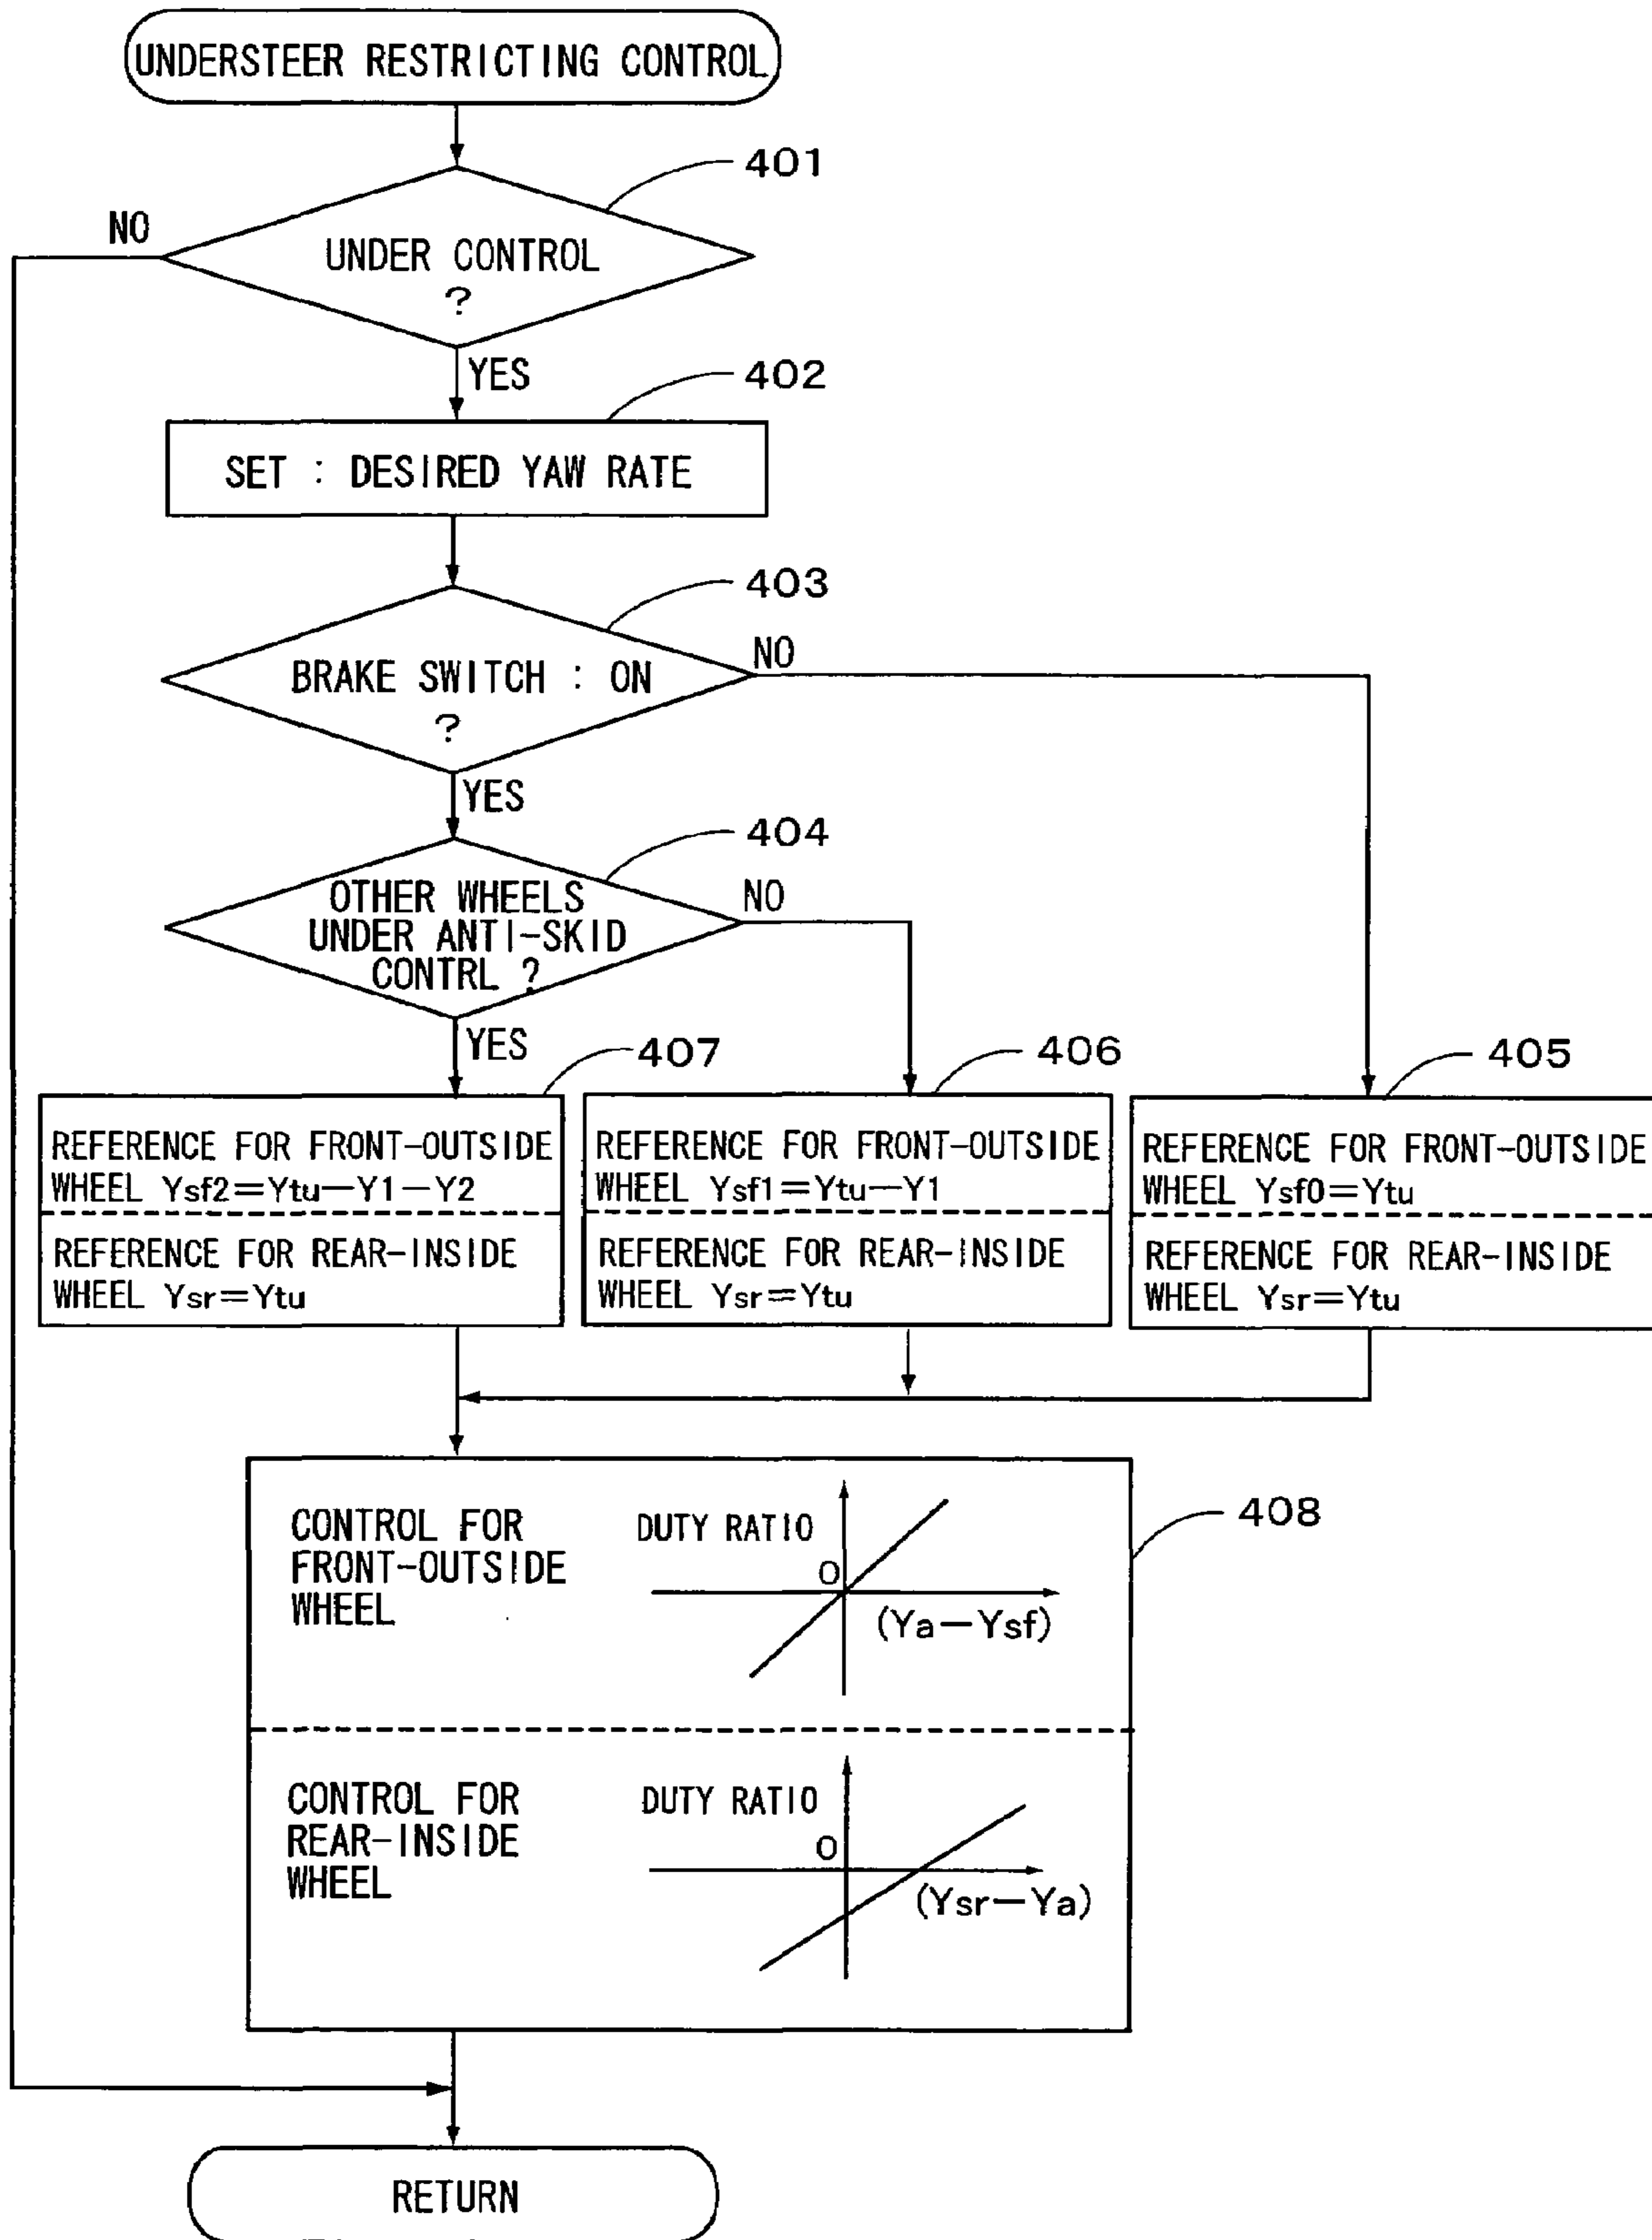 UNDERSTEER RESTRICTING CONTROL
401
NO
UNDER CONTROL
?
YES
402
SET : DESIRED YAW RATE
403
NO
BRAKE SWITCH : ON
?
YES
404
OTHER WHEELS
UNDER ANTI-SKID
CONTRL ?
NO
YES
407
406
405
REFERENCE FOR FRONT-OUTSIDE
WHEEL Ysf2=Ytu-Y1-Y2
REFERENCE FOR REAR-INSIDE
WHEEL Ysr=Ytu
REFERENCE FOR FRONT-OUTSIDE
WHEEL Ysf1=Ytu-Y1
REFERENCE FOR REAR-INSIDE
WHEEL Ysr=Ytu
REFERENCE FOR FRONT-OUTSIDE
WHEEL Ysf0=Ytu
REFERENCE FOR REAR-INSIDE
WHEEL Ysr=Ytu
408
CONTROL FOR
FRONT-OUTSIDE
WHEEL
DUTY RATIO
0
(Ya-Ysf)
CONTROL FOR
REAR-INSIDE
WHEEL
DUTY RATIO
0
(Ysr-Ya)
RETURN